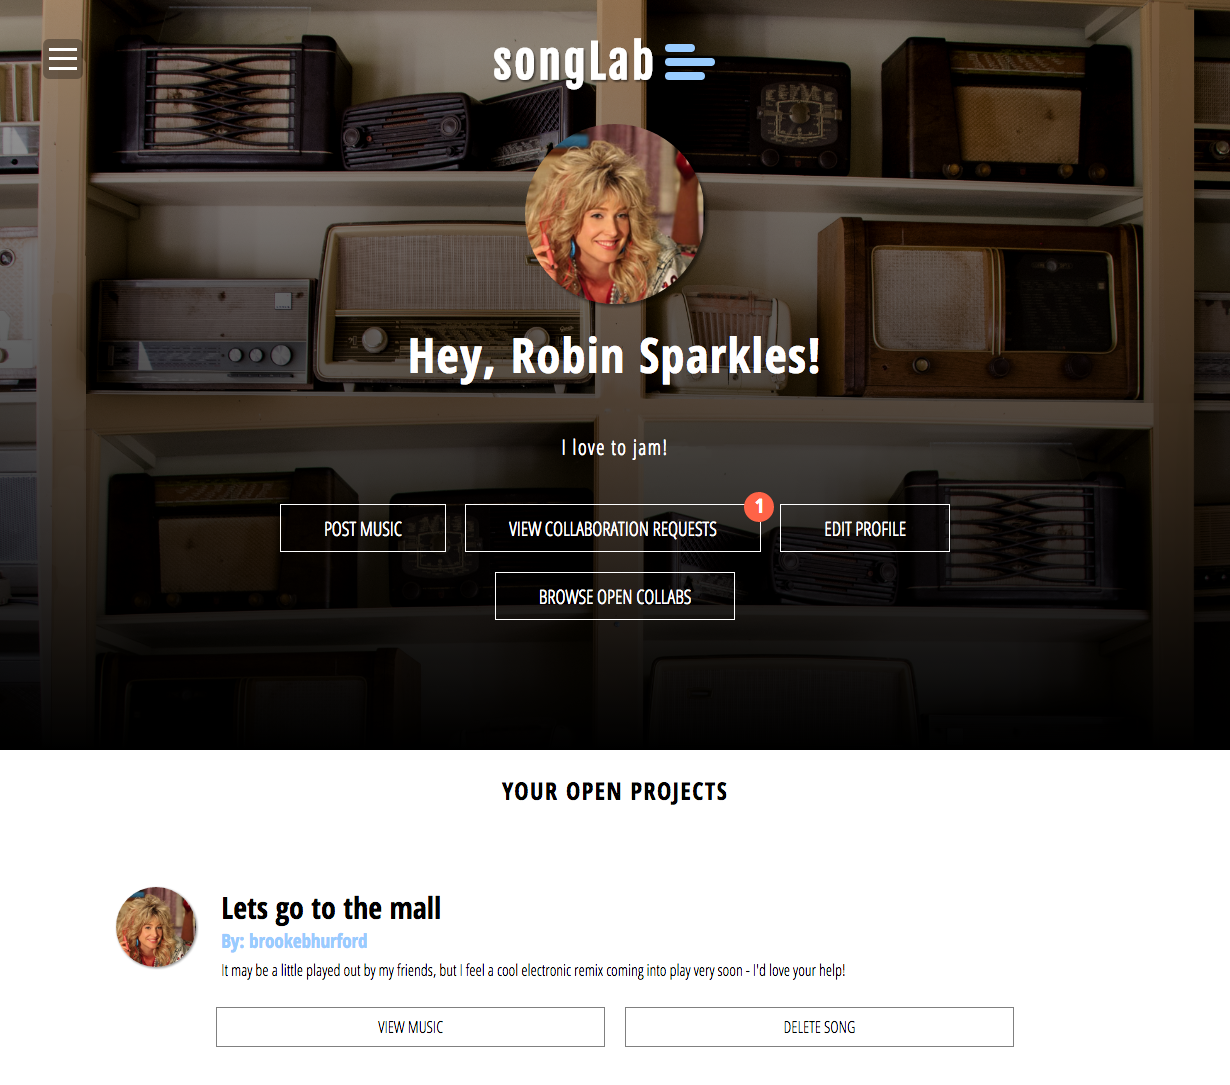 songLab
Hey, Robin Sparkles!
I love to jam!
POST MUSIC
VIEW COLLABORATION REQUESTS
1
EDIT PROFILE
BROWSE OPEN COLLABS
YOUR OPEN PROJECTS
Lets go to the mall
By: brookebhurford
It may be a little played out by my friends, but I feel a cool electronic remix coming into play very soon - I'd love your help!
VIEW MUSIC
DELETE SONG